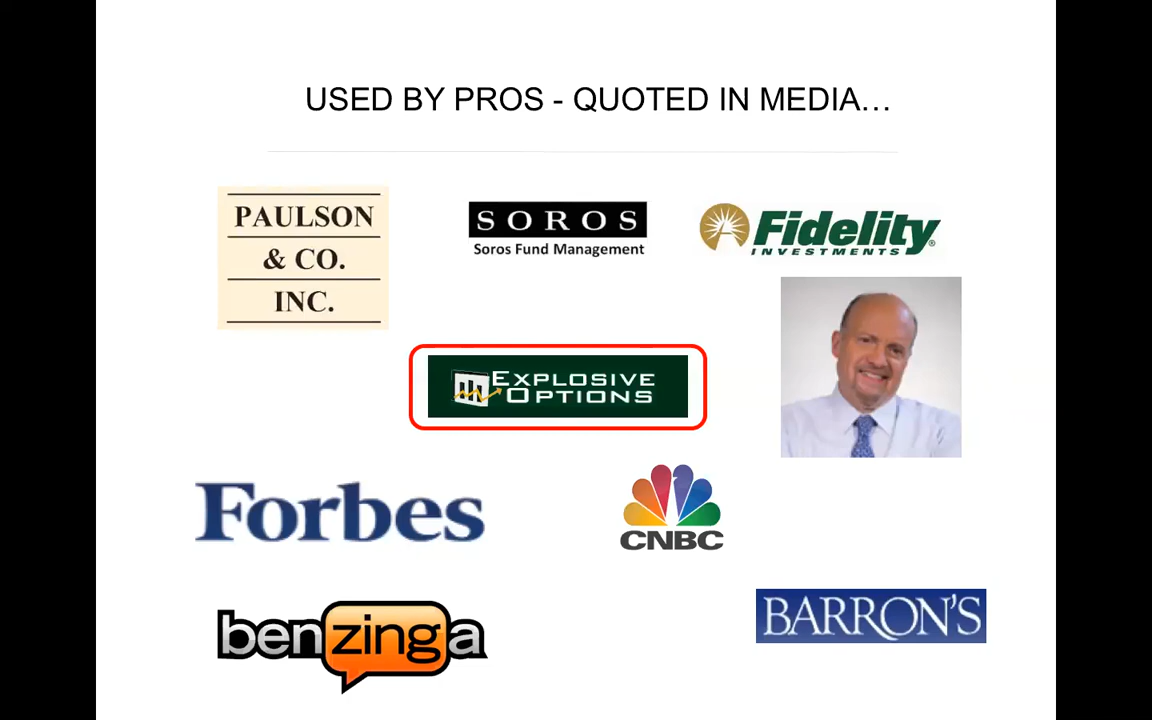 USED BY PROS - QUOTED IN MEDIA…
PAULSON
& CO.
INC.
SOROS
Soros Fund Management
Fidelity®
INVESTMENTS
EXPLOSIVE
OPTIONS
Forbes
CNBC
benzinga
BARRON'S